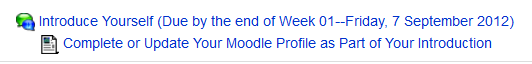 Introduce Yourself (Due by the end of Week 01--Friday, 7 September 2012)
Complete or Update Your Moodle Profile as Part of Your Introduction